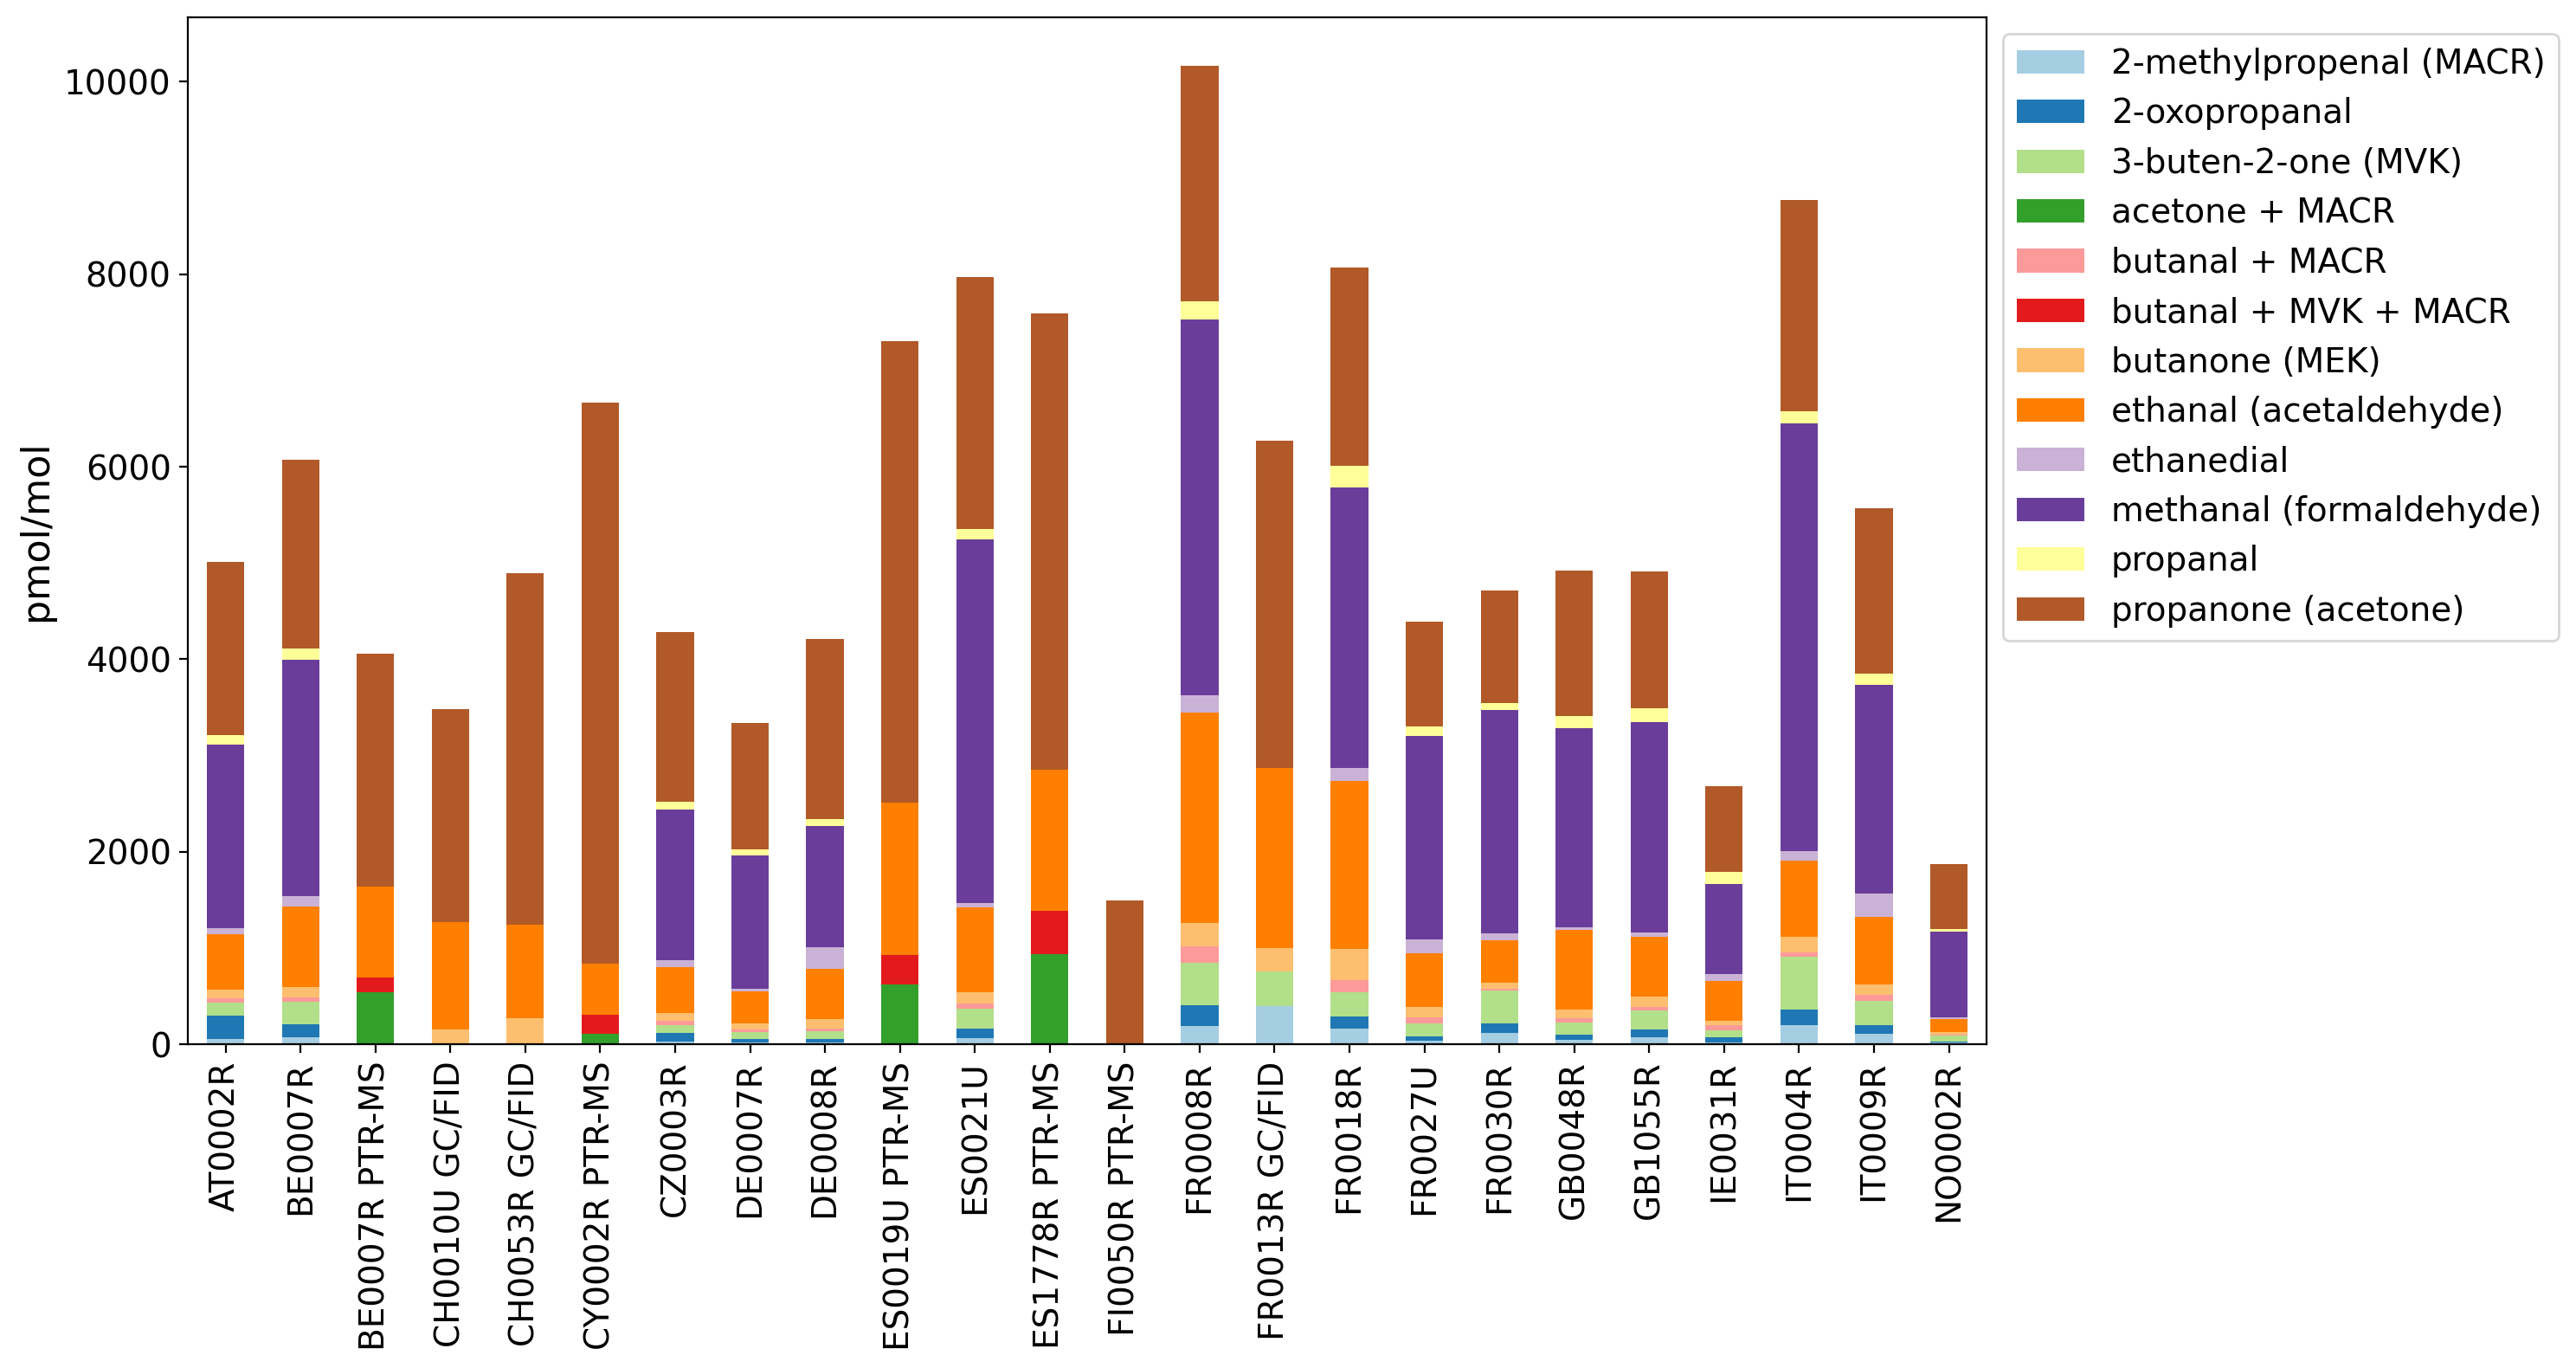 pmol/mol
10000
8000
6000
4000
2000
0
AT0002R
BE0007R
BE0007R PTR-MS
CH0010U GC/FID
CH0053R GC/FID
CY0002R PTR-MS
CZ0003R
DE0007R
DE0008R
ES0019U PTR-MS
ES0021U
ES1778R PTR-MS
FI0050R PTR-MS
FR0008R
FR0013R GC/FID
FR0018R
FR0027U
FR0030R
GB0048R
GB1055R
IE0031R
IT0004R
IT0009R
NO0002R
2-methylpropenal (MACR)
2-oxopropanal
3-buten-2-one (MVK)
acetone + MACR
butanal + MACR
butanal + MVK + MACR
butanone (MEK)
ethanal (acetaldehyde)
ethanedial
methanal (formaldehyde)
propanal
propanone (acetone)